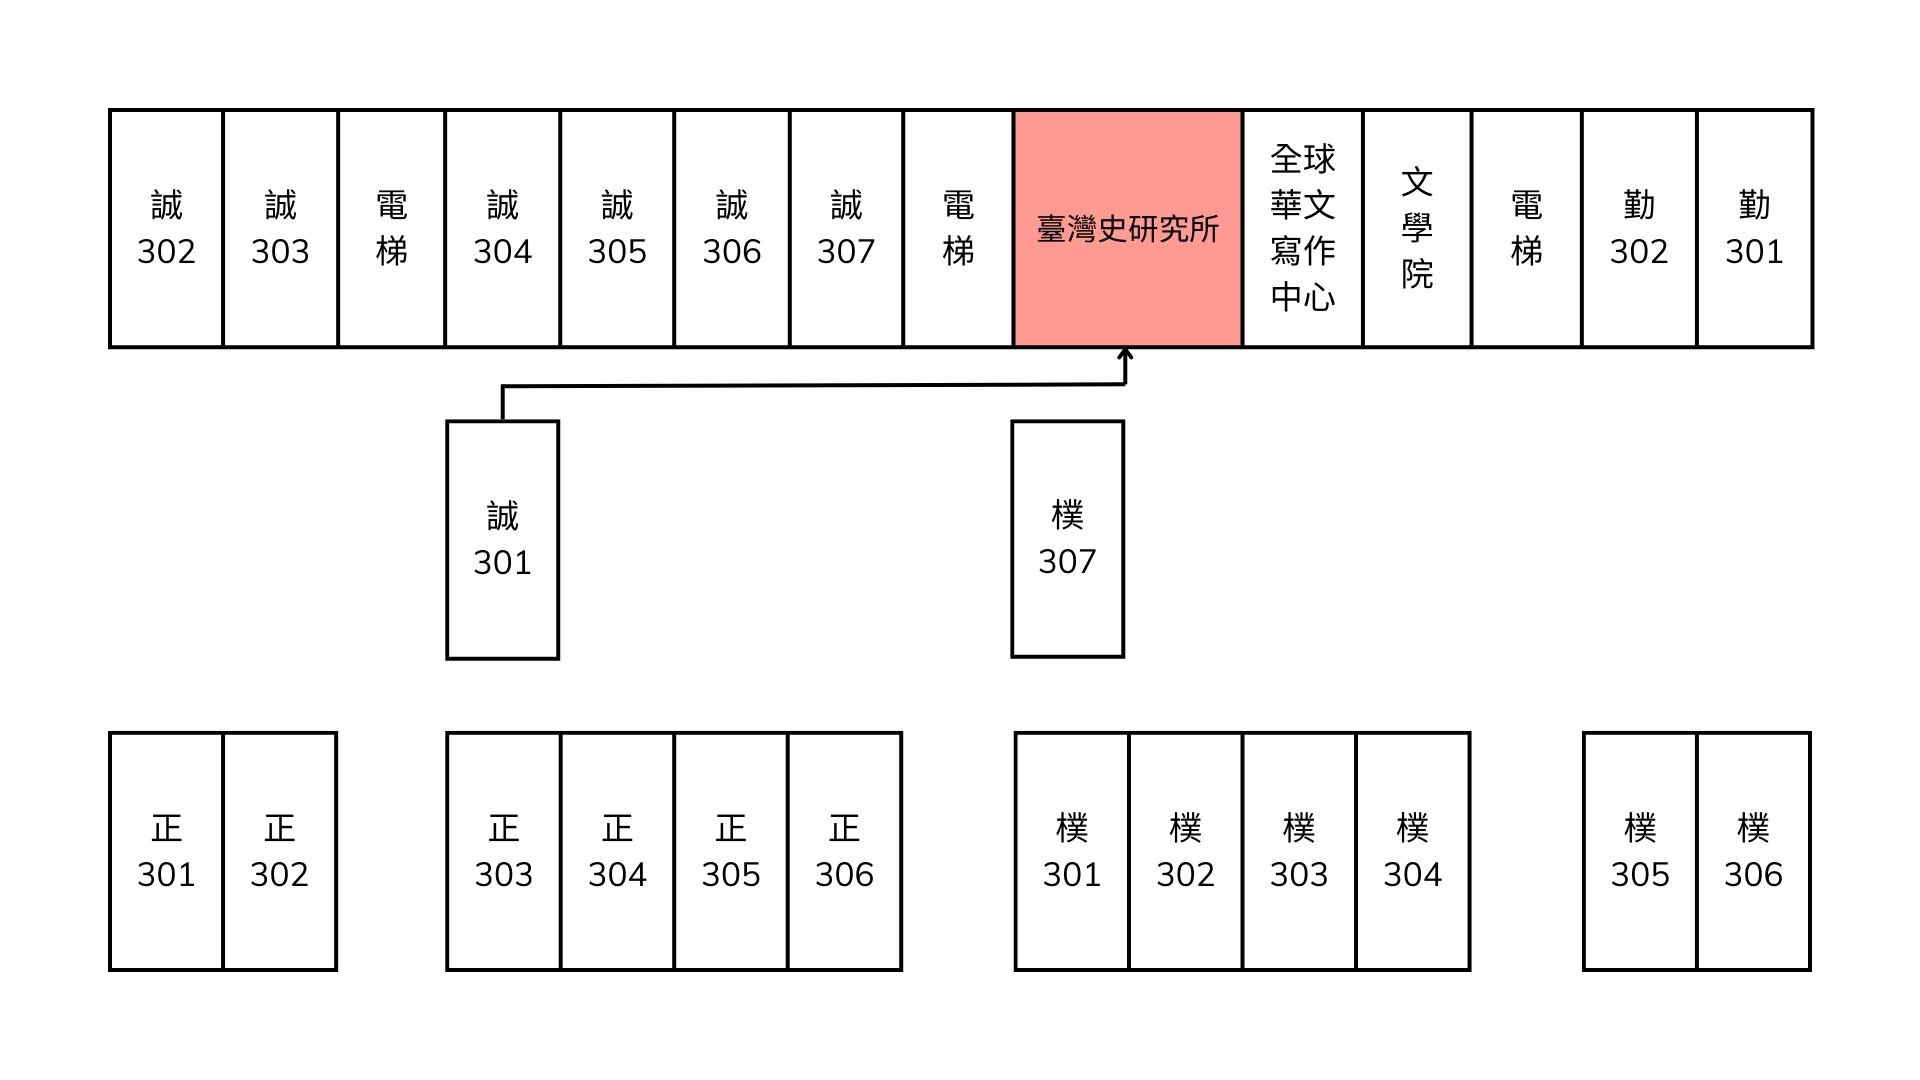 誠
302
誠
303
電
梯
誠
304
誠
305
誠
306
誠
307
電
梯
臺灣史研究所
全球
華文
寫作
中心
文
學
院
電
梯
勤
302
勤
301
誠
301
樸
307
正
301
正
302
正
303
正
304
正
305
正
306
樸
301
樸
302
樸
303
樸
304
樸
305
樸
306